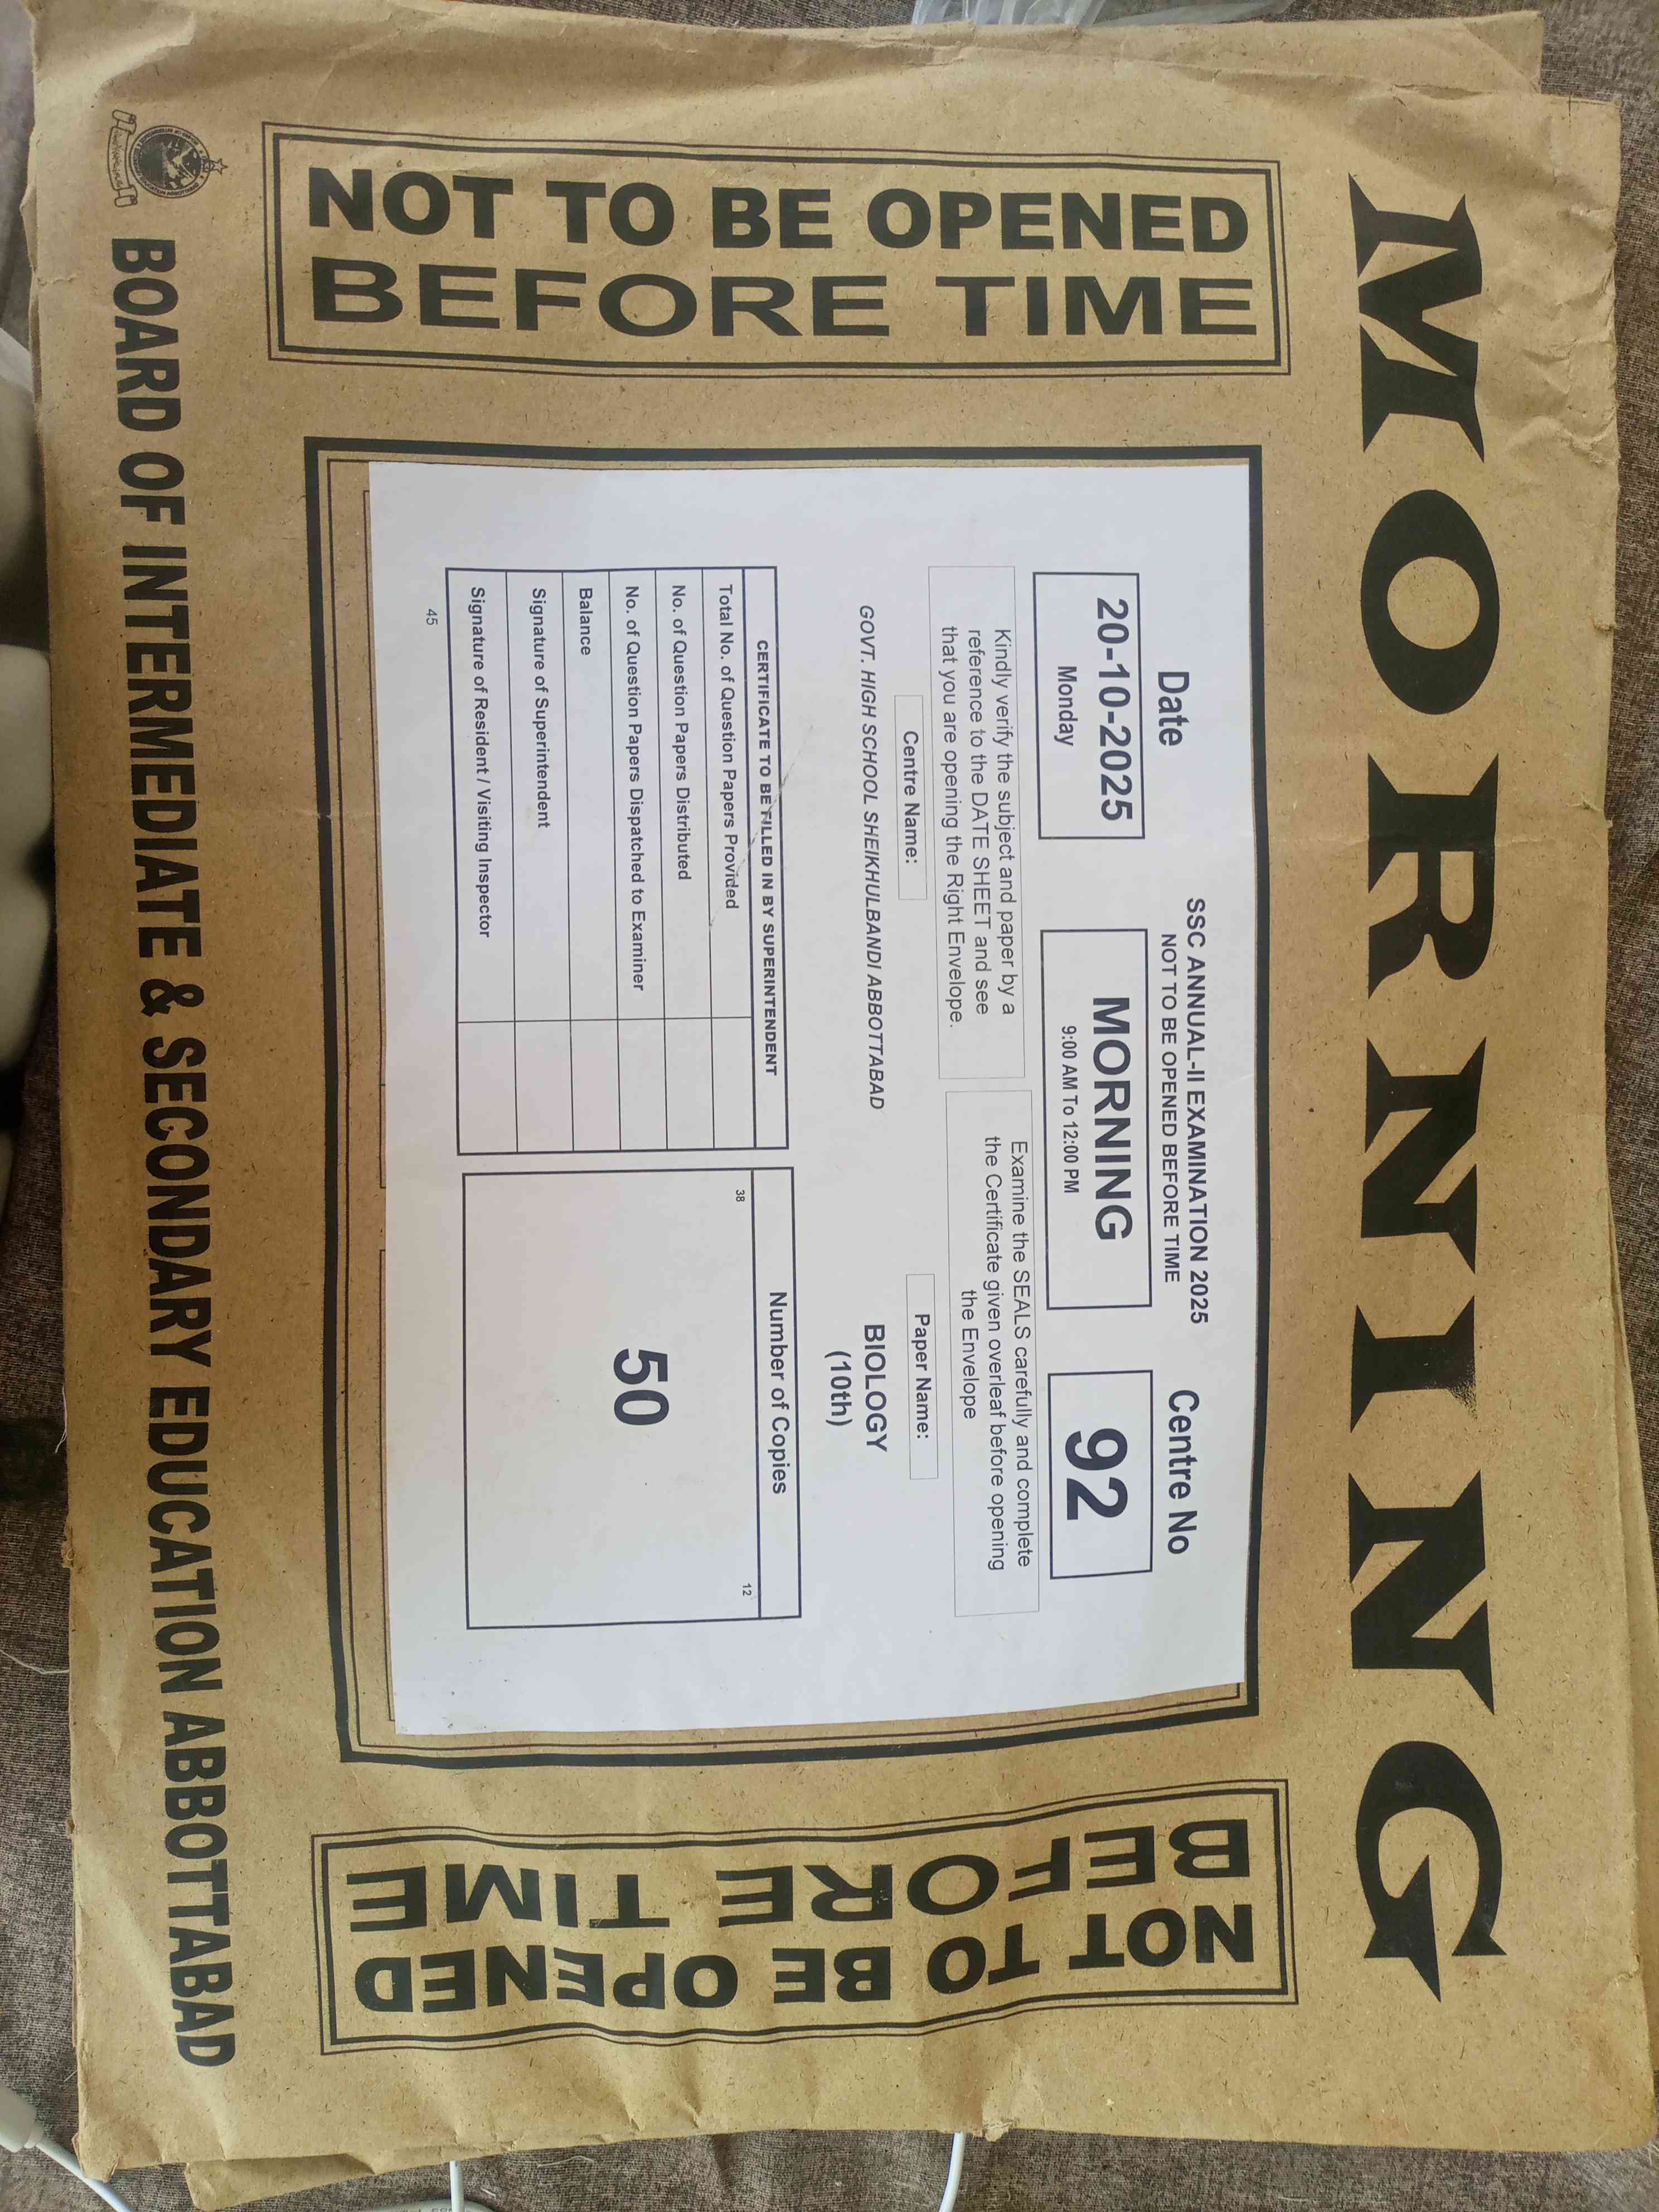 MORNING
NOT TO BE OPENED
BEFORE TIME
SSC ANNUAL-II EXAMINATION 2025
NOT TO BE OPENED BEFORE TIME
Date
Centre No
20-10-2025
Monday
MORNING
9:00 AM To 12:00 PM
92
Kindly verify the subject and paper by a
reference to the DATE SHEET and see
that you are opening the Right Envelope.
Examine the SEALS carefully and complete
the Certificate given overleaf before opening
the Envelope
Centre Name:
Paper Name:
GOVT. HIGH SCHOOL SHEIKHULBANDI ABBOTTABAD
BIOLOGY
(10th)
CERTIFICATE TO BE FILLED IN BY SUPERINTENDENT
Total No. of Question Papers Provided
No. of Question Papers Distributed
No. of Question Papers Dispatched to Examiner
Balance
Signature of Superintendent
Signature of Resident / Visiting Inspector
45
Number of Copies
38
12
50
NOT TO BE OPENED
BEFORE TIME
BOARD OF INTERMEDIATE & SECONDARY EDUCATION ABBOTTABAD